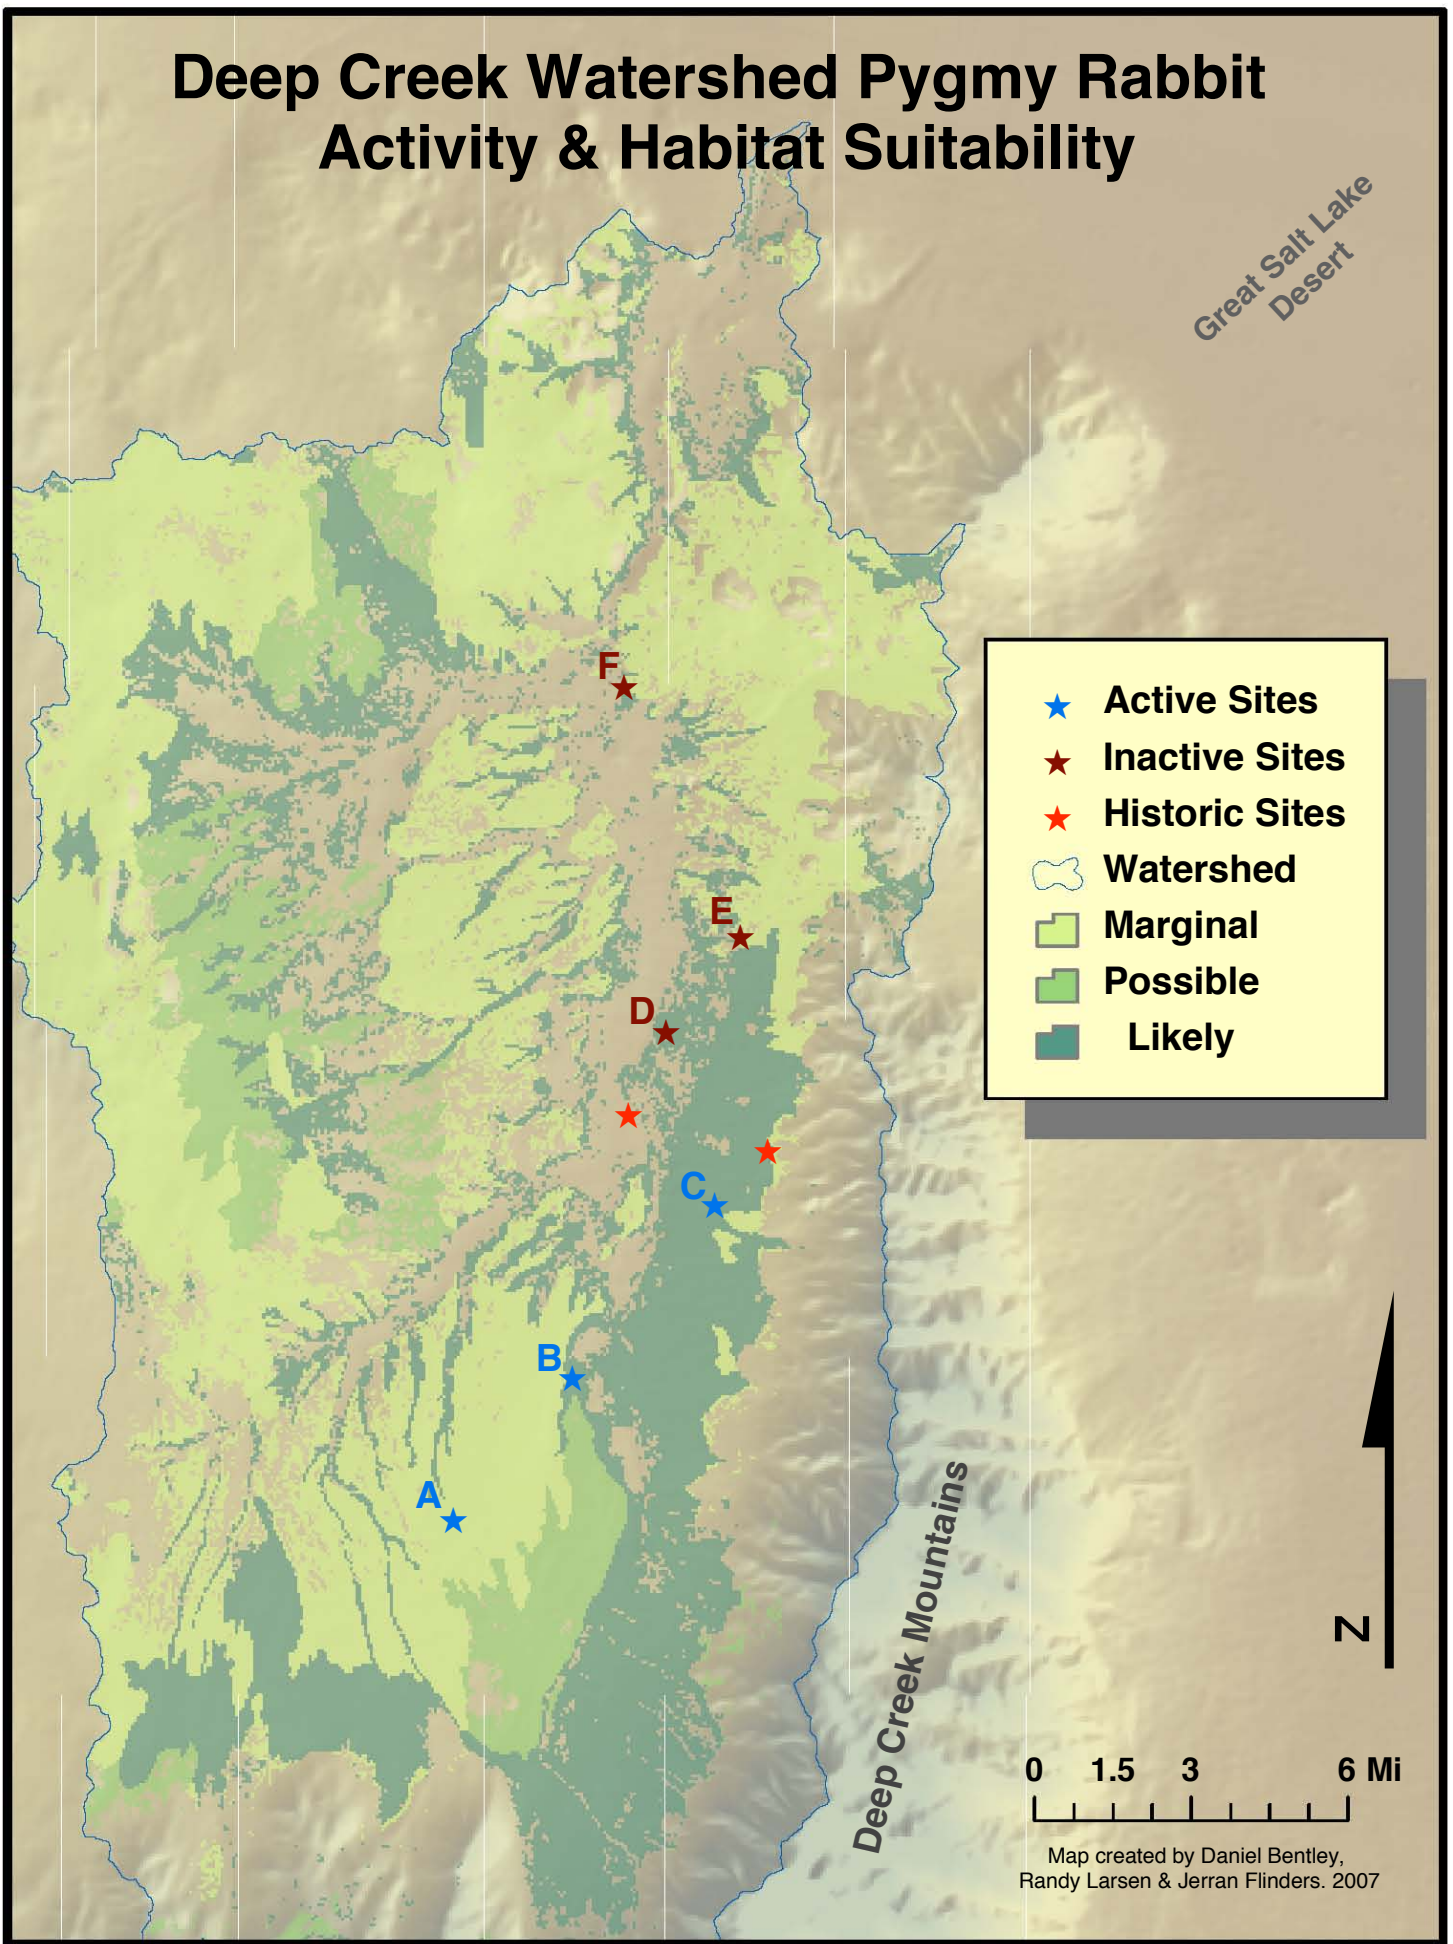 Deep Creek Watershed Pygmy Rabbit
Activity & Habitat Suitability
Great Salt Lake
Desert
F
Active Sites
Inactive Sites
Historic Sites
Watershed
Marginal
Possible
Likely
E
D
C
B
A
Deep Creek Mountains
N
0 1.5 3 6 Mi
Map created by Daniel Bentley,
Randy Larsen & Jerran Flinders. 2007